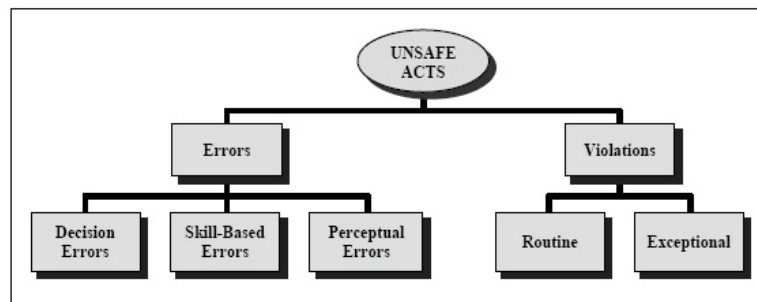 UNSAFE
ACTS
Errors
Violations
Decision
Errors
Skill-Based
Errors
Perceptual
Errors
Routine
Exceptional